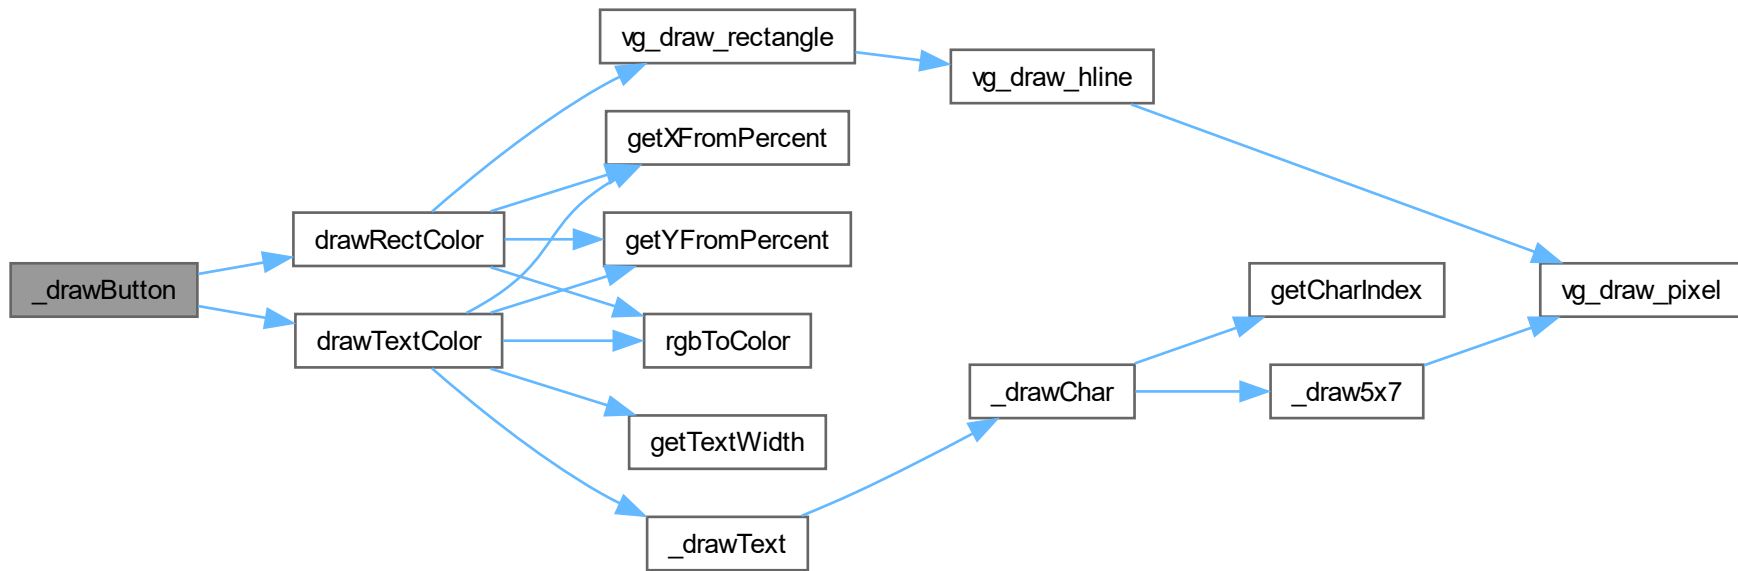 vg_draw_rectangle
vg_draw_hline
getXFromPercent
drawRectColor
getYFromPercent
_drawButton
getCharIndex
vg_draw_pixel
drawTextColor
rgbToColor
_drawChar
_draw5x7
getTextWidth
_drawText